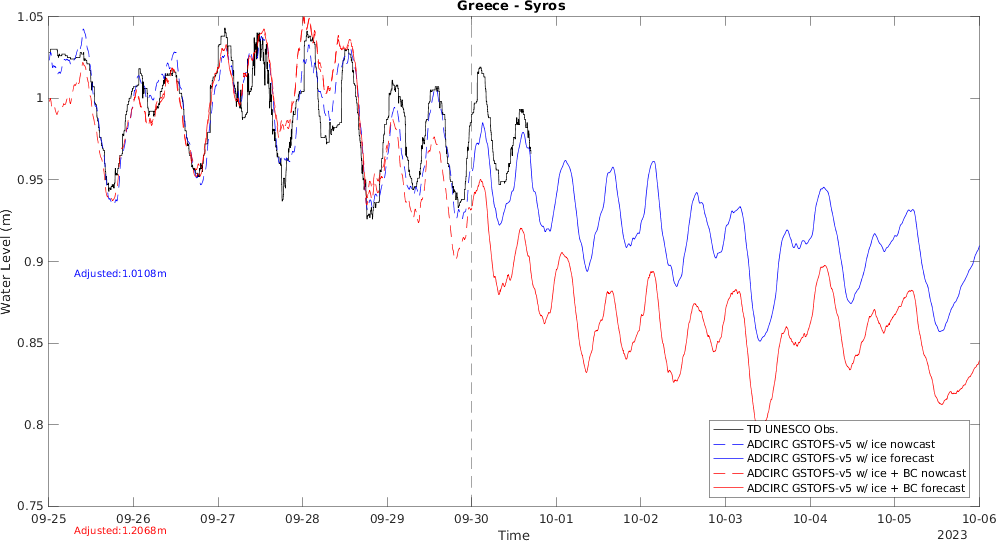 Greece - Syros
1.05
1
0.95
0.9
0.85
0.8
0.75
Water Level (m)
Adjusted:1.0108m
Adjusted:1.2068m
TD UNESCO Obs.
ADCIRC GSTOFS-v5 w/ ice nowcast
ADCIRC GSTOFS-v5 w/ ice forecast
ADCIRC GSTOFS-v5 w/ ice + BC nowcast
ADCIRC GSTOFS-v5 w/ ice + BC forecast
09-25 09-26 09-27 09-28 09-29 09-30 10-01 10-02 10-03 10-04 10-05 10-06
Time
2023